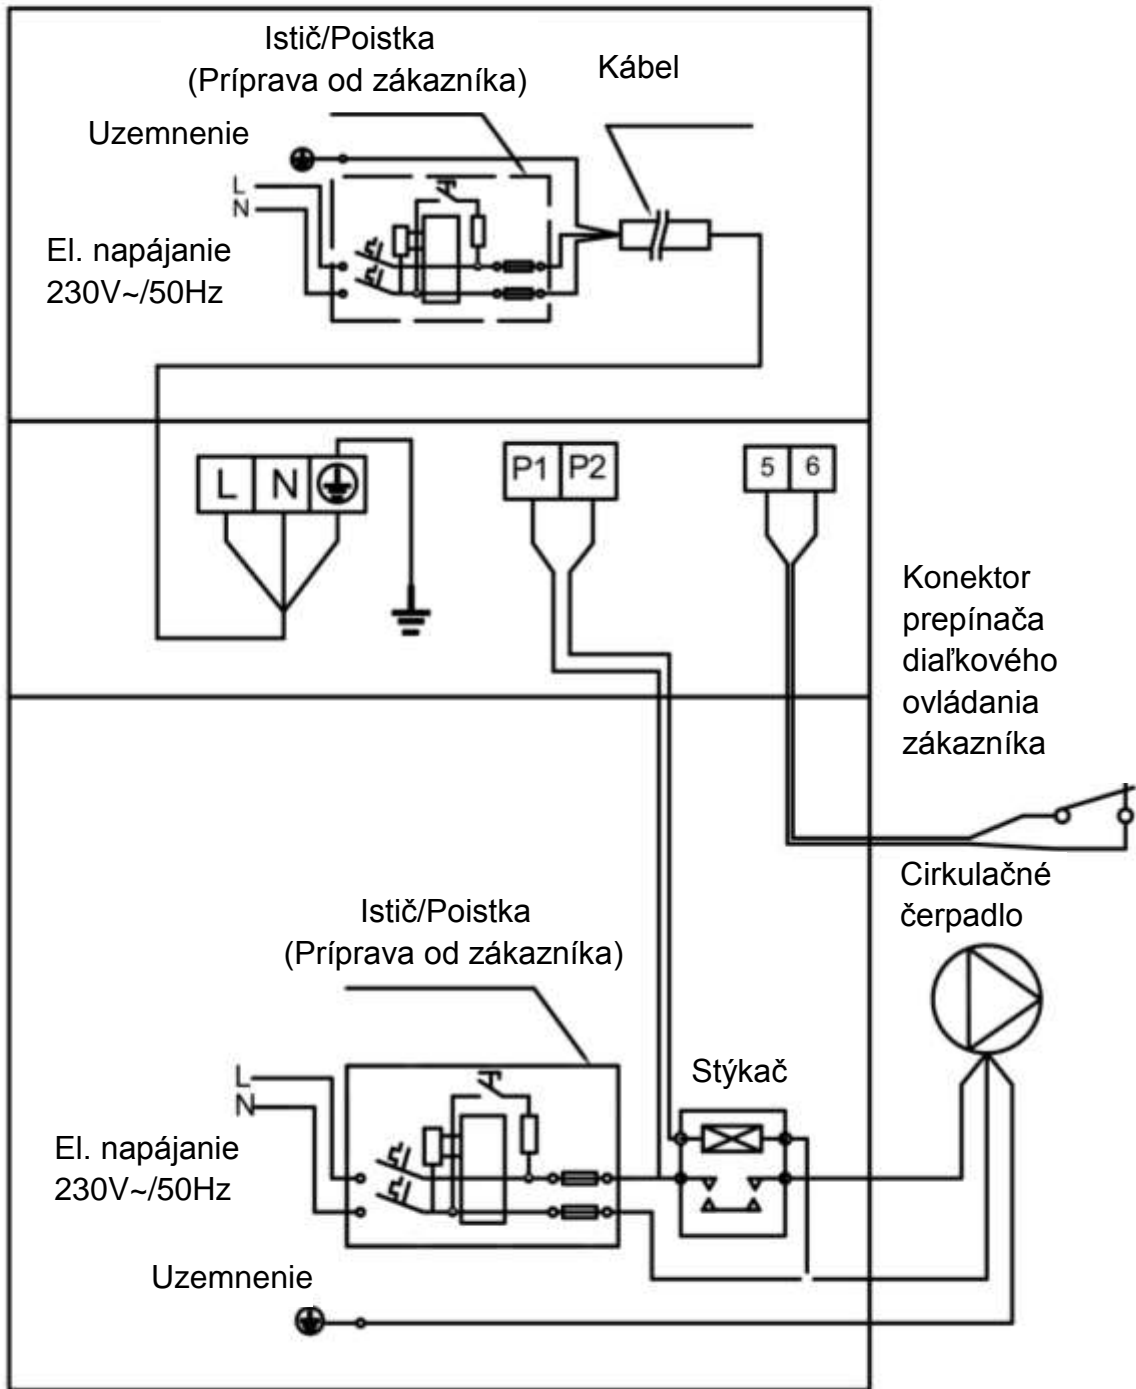 Istič/Poistka
(Príprava od zákazníka)
Kábel
Uzemnenie
L
N
El. napájanie
230V~/50Hz
L N
P1 P2
5 6
Konektor
prepínača
diaľkového
ovládania
zákazníka
Cirkulačné
čerpadlo
Istič/Poistka
(Príprava od zákazníka)
Stýkač
L
N
El. napájanie
230V~/50Hz
Uzemnenie